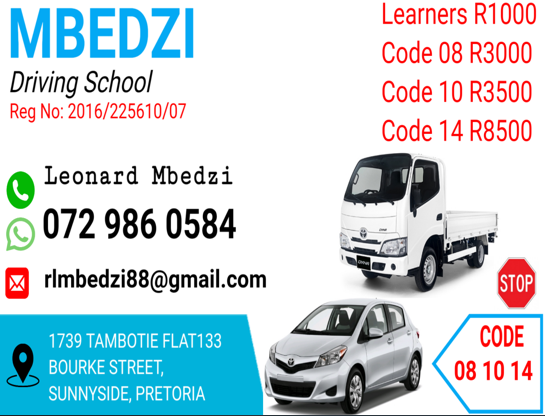 MBEDZI
Driving School
Reg No: 2016/225610/07
Learners R1000
Code 08 R3000
Code 10 R3500
Code 14 R8500
Leonard Mbedzi
072 986 0584
rlmbedzi88@gmail.com
1739 TAMBOTIE FLAT133
BOURKE STREET,
SUNNYSIDE, PRETORIA
STOP
CODE
08 10 14